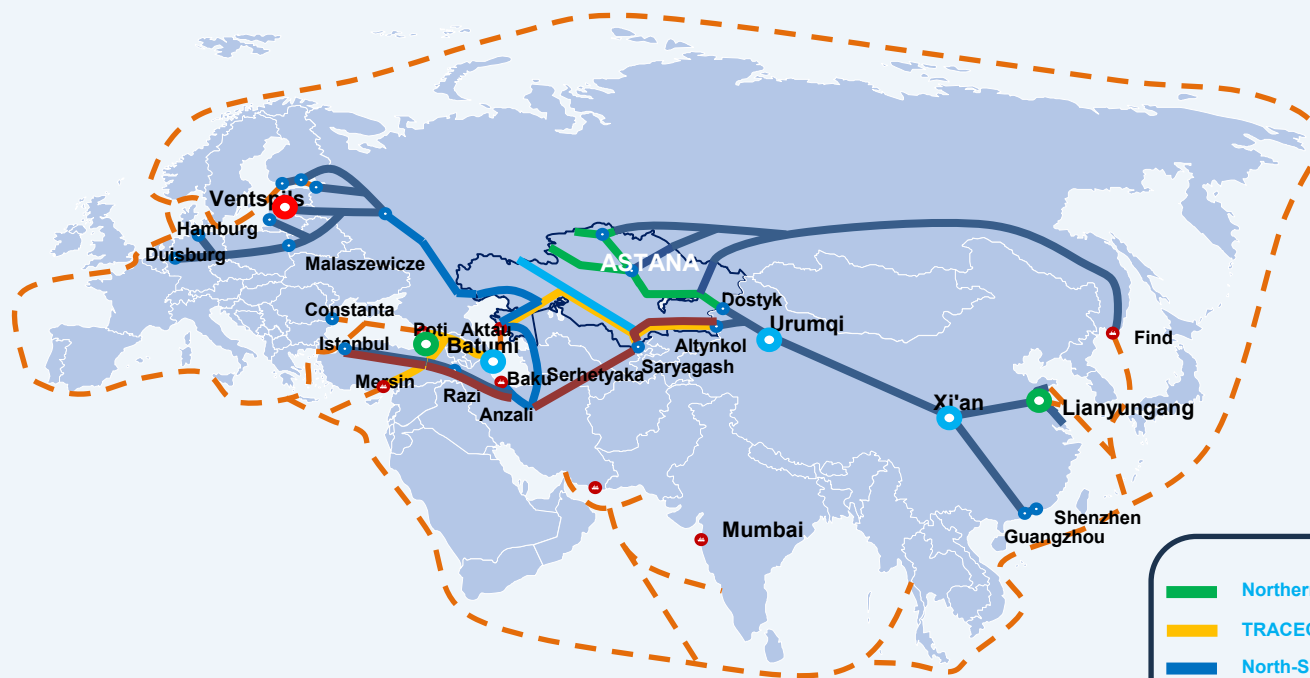 Ventspils
Hamburg
Duisburg
Malaszewicze
ASTANA
Constanta
Dostyk
Poti
Aktau
Urumqi
Istenbul
Batumi
Altynkol
Find
Saryagash
Mersin
Baku
Serhetyaka
Razi
Anzali
Xi'an
Lianyungang
Mumbai
Shenzhen
Guangzhou
Norther
TRACEC
North-S